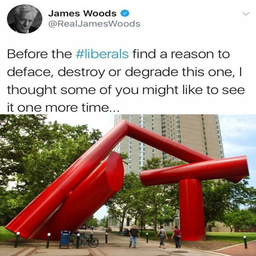 James Woods
@RealJamesWoods
Before the #liberals find a reason to
deface, destroy or degrade this one, I
thought some of you might like to see
it one more time...